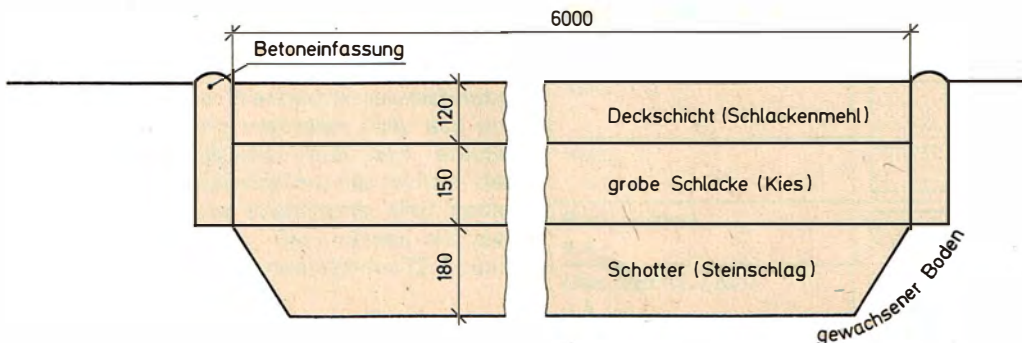 6000
Betoneinfassung
120
Deckschicht (Schlackenmehl)
150
grobe Schlacke (Kies)
180
Schotter (Steinschlag)
gewachsener Boden